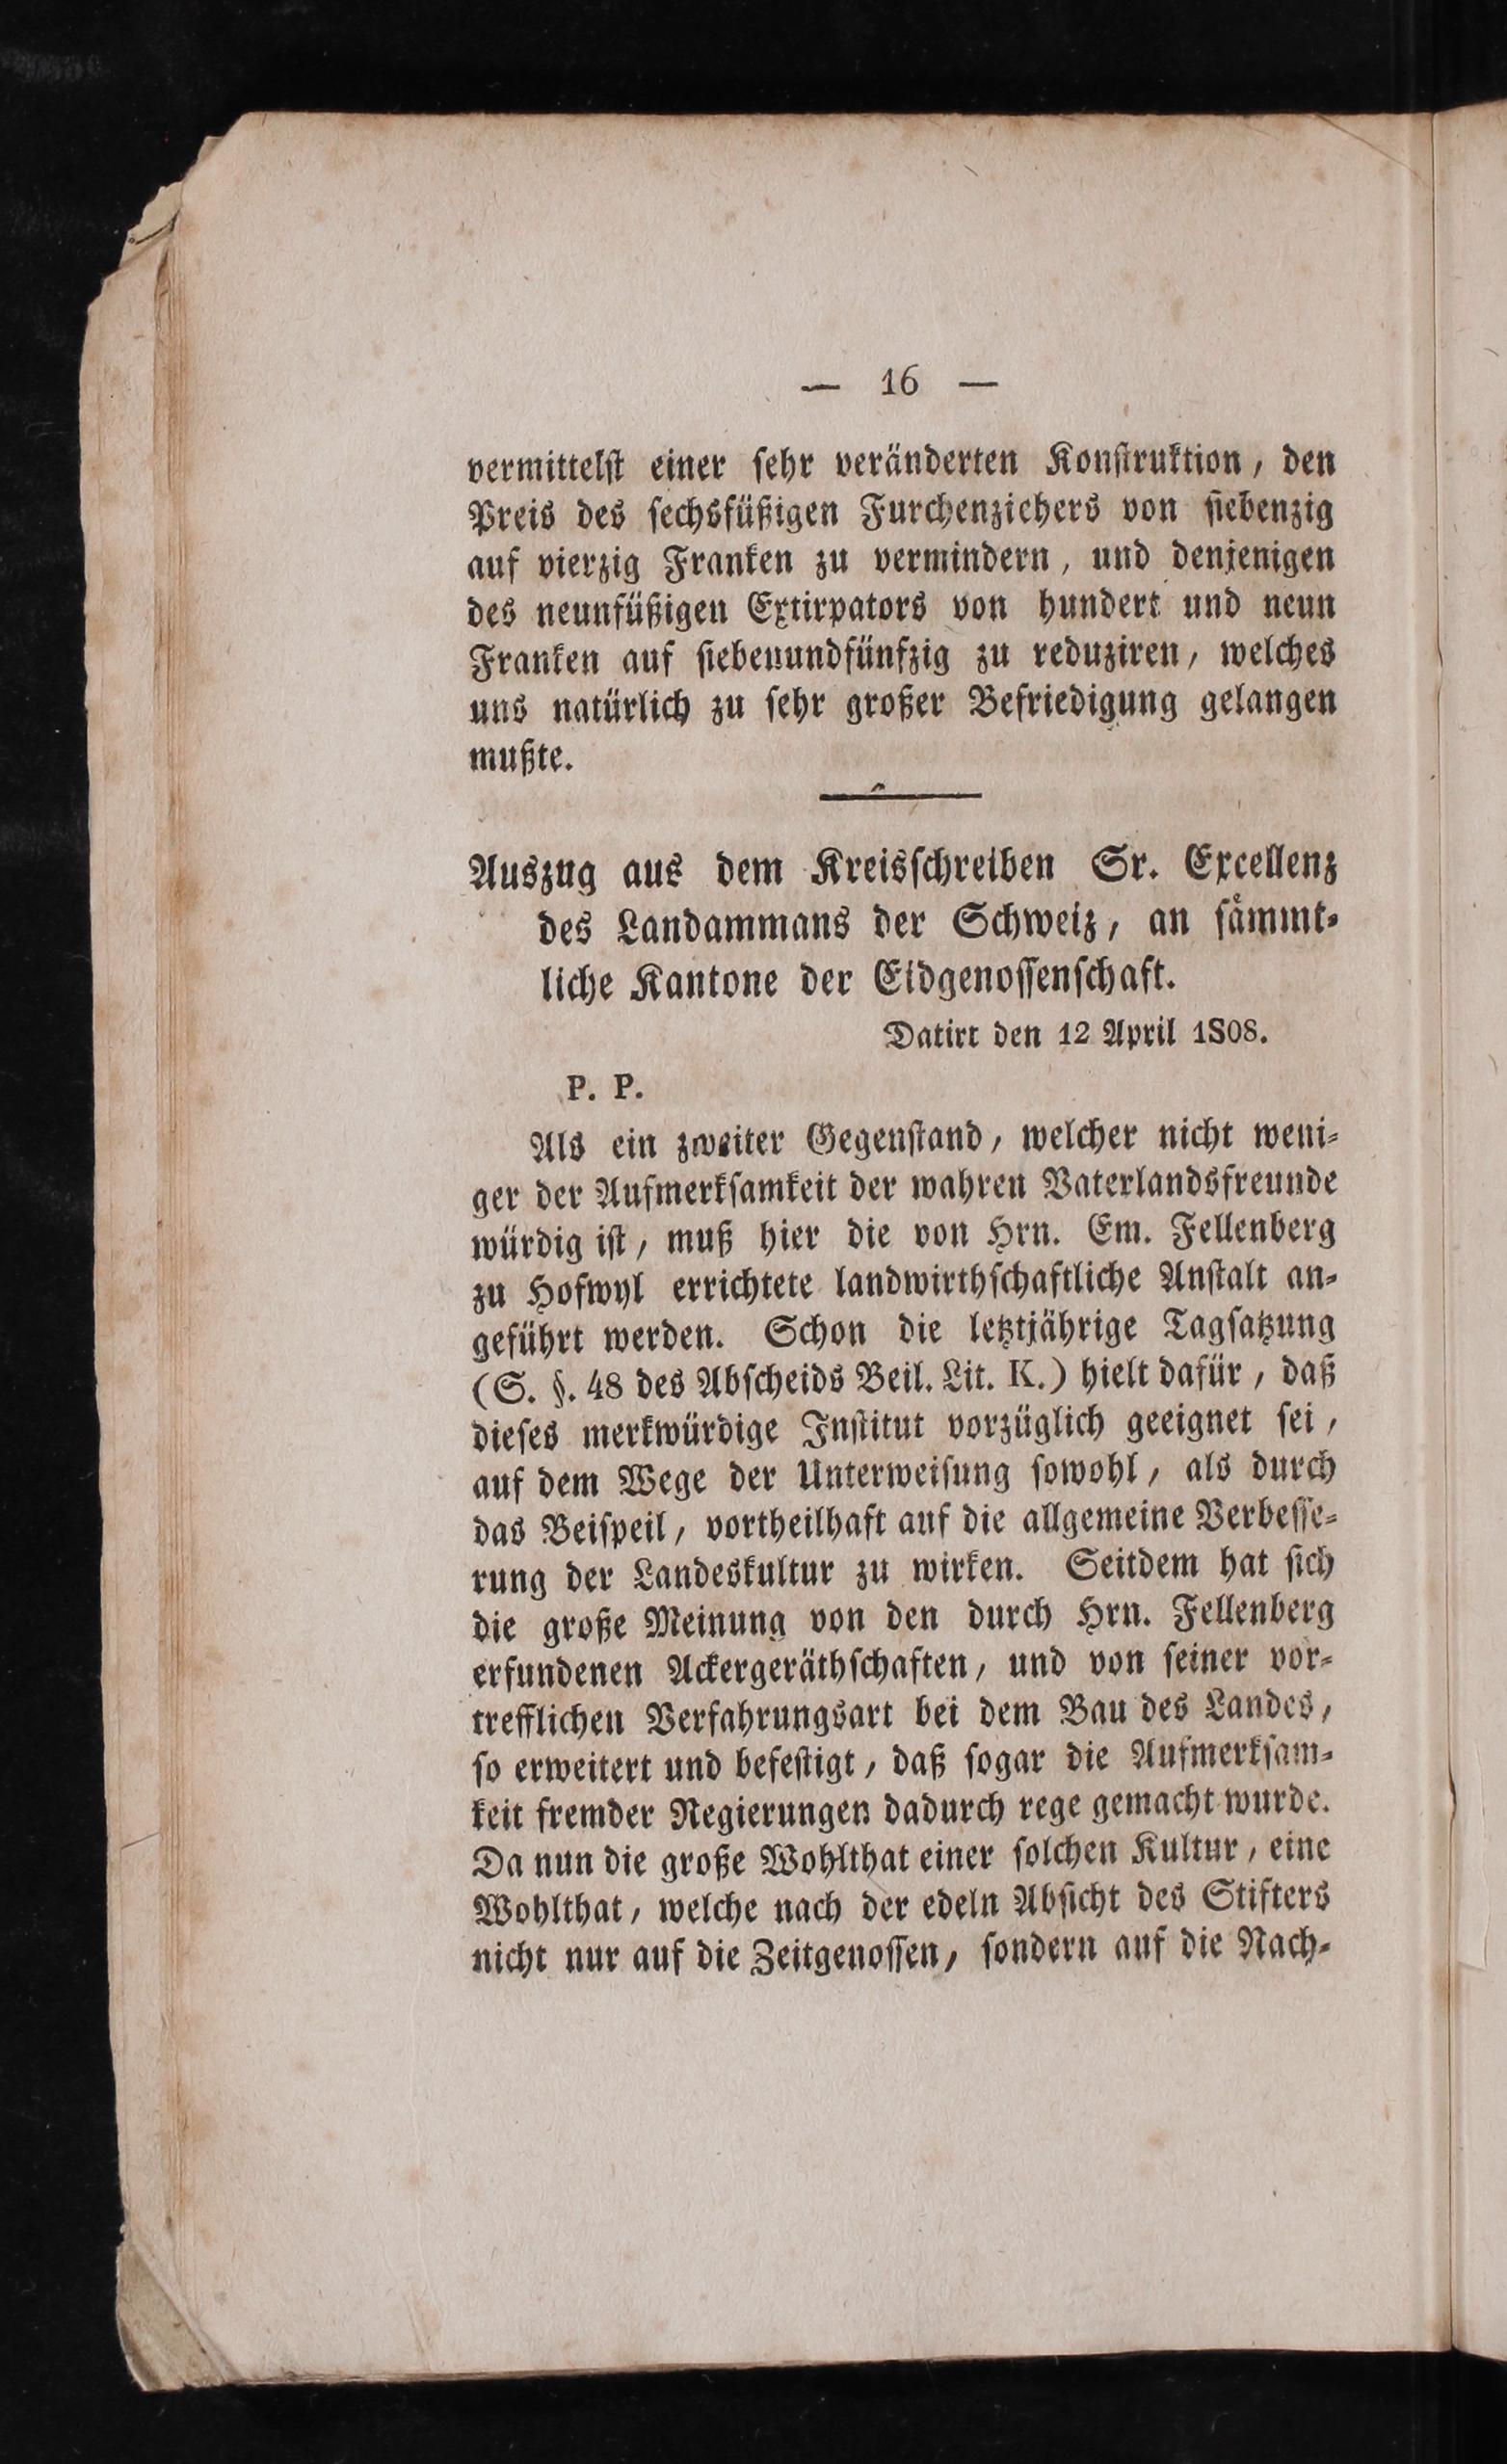 — 16 —
vermittelſt einer ſehr veränderten Konſtruktion, den
Preis des ſechsfüßigen Furchenziehers von ſiebenzig
auf vierzig Franken zu vermindern, und denjenigen
des neunfüßigen Extirpators von hundert und neun
Franken auf ſiebenundfünfzig zu reduziren, welches
uns natürlich zu ſehr großer Befriedigung gelangen
mußte.
Auszug aus dem Kreisſchreiben Sr. Excellenz
des Landammans der Schweiz, an ſämmt-
liche Kantone der Eidgenoſſenſchaft.
Datirt den 12 April 1808.
P. P.
Als ein zweiter Gegenſtand, welcher nicht weni-
ger der Aufmerkſamkeit der wahren Vaterlandsfreunde
würdig iſt, muß hier die von Hrn. Em. Fellenberg
zu Hofwyl errichtete landwirthſchaftliche Anſtalt an-
geführt werden. Schon die letztjährige Tagſatzung
(S. §. 48 des Abſcheids Beil. Lit. K.) hielt dafür, daß
dieſes merkwürdige Inſtitut vorzüglich geeignet ſei,
auf dem Wege der Unterweiſung ſowohl, als durch
das Beiſpeil, vortheilhaft auf die allgemeine Verbeſſe-
rung der Landeskultur zu wirken. Seitdem hat ſich
die große Meinung von den durch Hrn. Fellenberg
erfundenen Ackergeräthſchaften, und von ſeiner vor-
trefflichen Verfahrungsart bei dem Bau des Landes,
ſo erweitert und befeſtigt, daß ſogar die Aufmerkſam-
keit fremder Regierungen dadurch rege gemacht wurde.
Da nun die große Wohlthat einer ſolchen Kultur, eine
Wohlthat, welche nach der edeln Abſicht des Stifters
nicht nur auf die Zeitgenoſſen, ſondern auf die Nach-